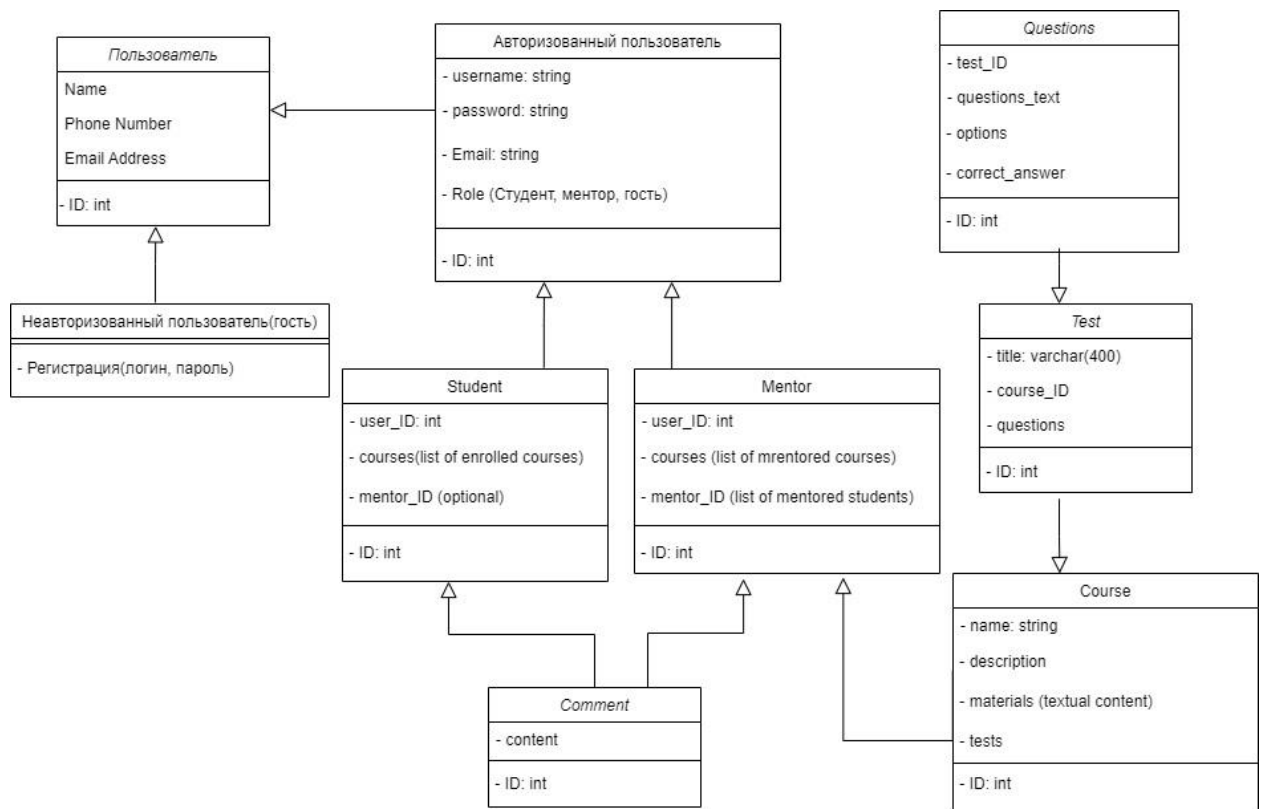 Пользователь
Name
Phone Number
Email Address
- ID: int
Авторизованный пользователь
- username: string
- password: string
- Email: string
- Role (Студент, ментор, гость)
- ID: int
Questions
- test_ID
- questions_text
- options
- correct_answer
- ID: int
Неавторизованный пользователь(гость)
- Регистрация(логин, пароль)
Student
- user_ID: int
- courses(list of enrolled courses)
- mentor_ID (optional)
- ID: int
Mentor
- user_ID: int
- courses (list of mrentored courses)
- mentor_ID (list of mentored students)
- ID: int
Test
- title: varchar(400)
- course_ID
- questions
- ID: int
Comment
- content
- ID: int
Course
- name: string
- description
- materials (textual content)
- tests
- ID: int